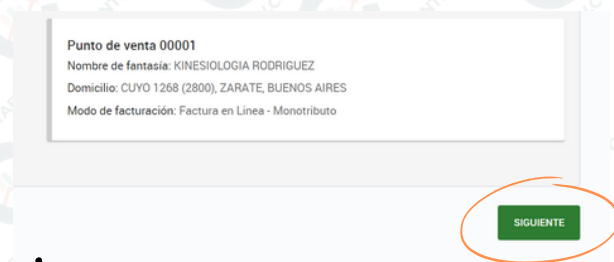 Punto de venta 00001
Nombre de fantasía: KINESIOLOGIA RODRIGUEZ
Domicilio: CUYO 1268 (2800), ZARATE, BUENOS AIRES
Modo de facturación: Factura en Linea - Monotributo
SIGUIENTE